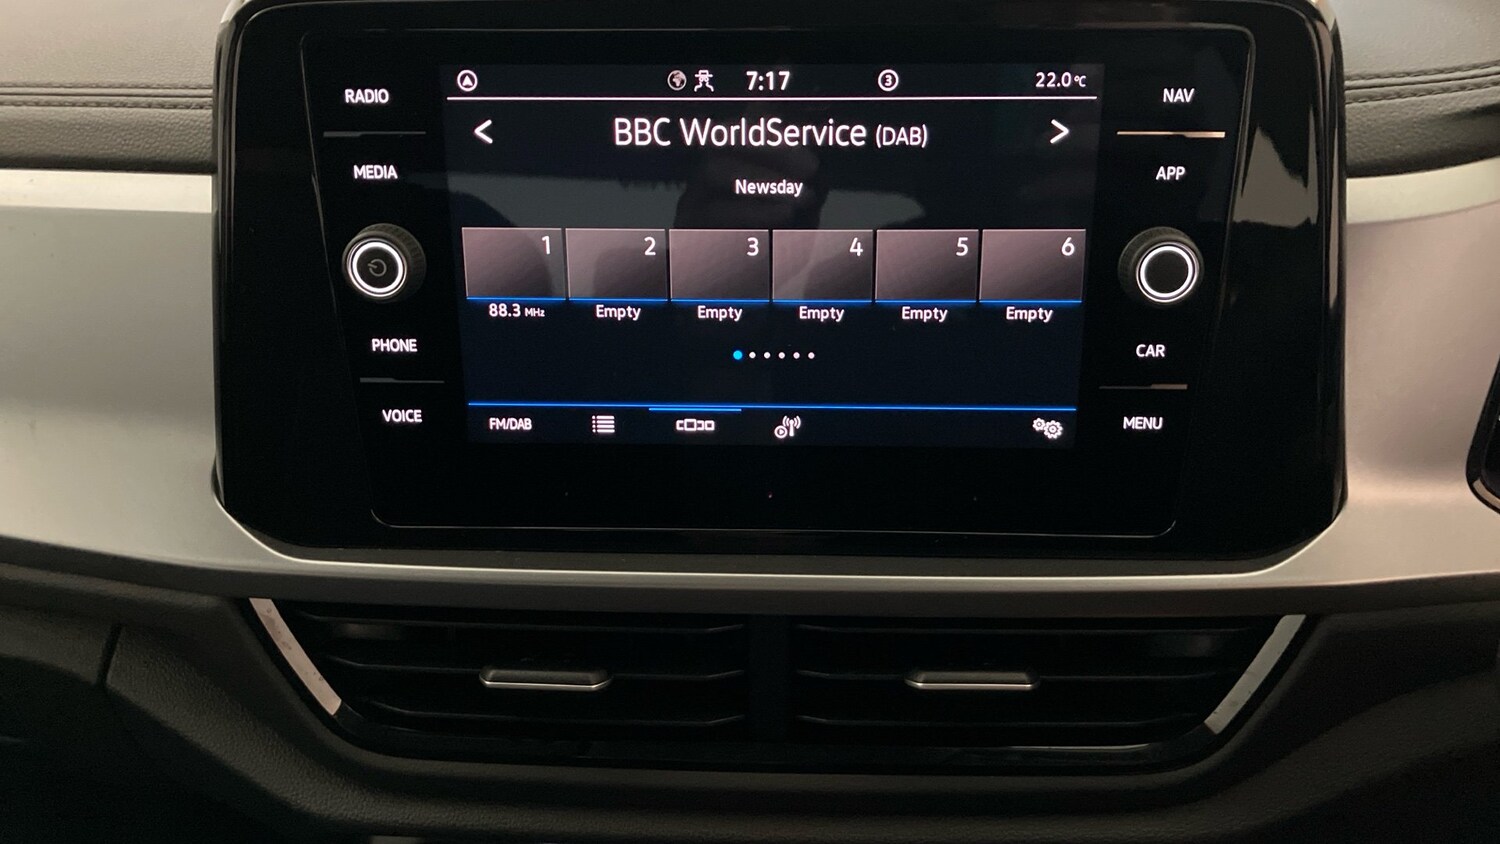 RADIO
MEDIA
PHONE
VOICE
7:17
3
22.0°C
< BBC WorldService (DAB) >
Newsday
1 2 3 4 5 6
88.3 MHz Empty Empty Empty Empty Empty
FM/DAB
NAV
APP
CAR
MENU